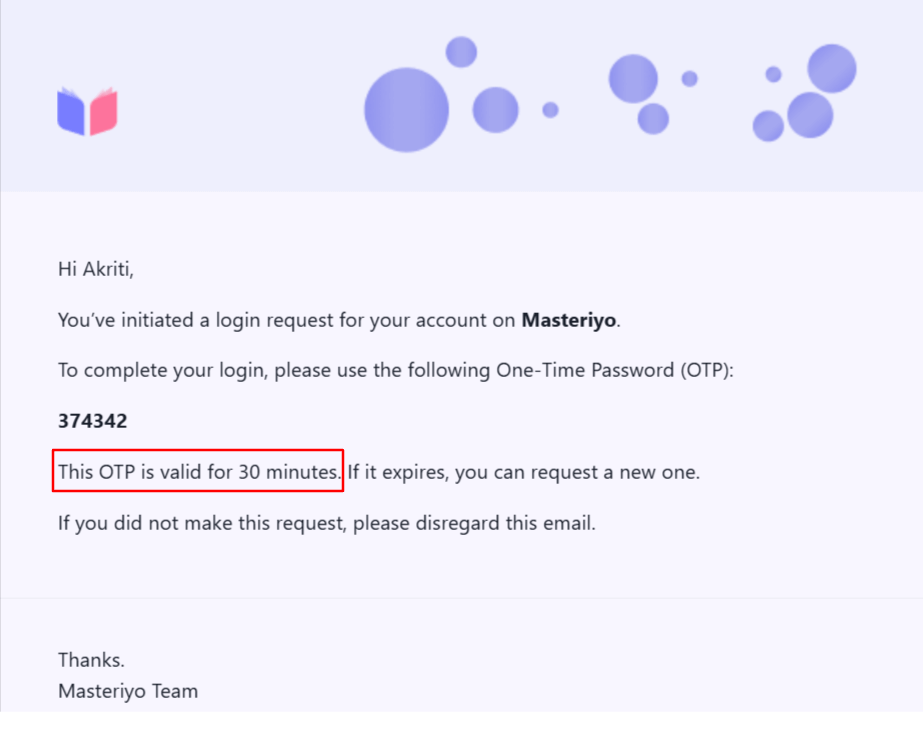 Hi Akriti,
You’ve initiated a login request for your account on Masteriyo.
To complete your login, please use the following One-Time Password (OTP):
374342
This OTP is valid for 30 minutes. If it expires, you can request a new one.
If you did not make this request, please disregard this email.
Thanks.
Masteriyo Team